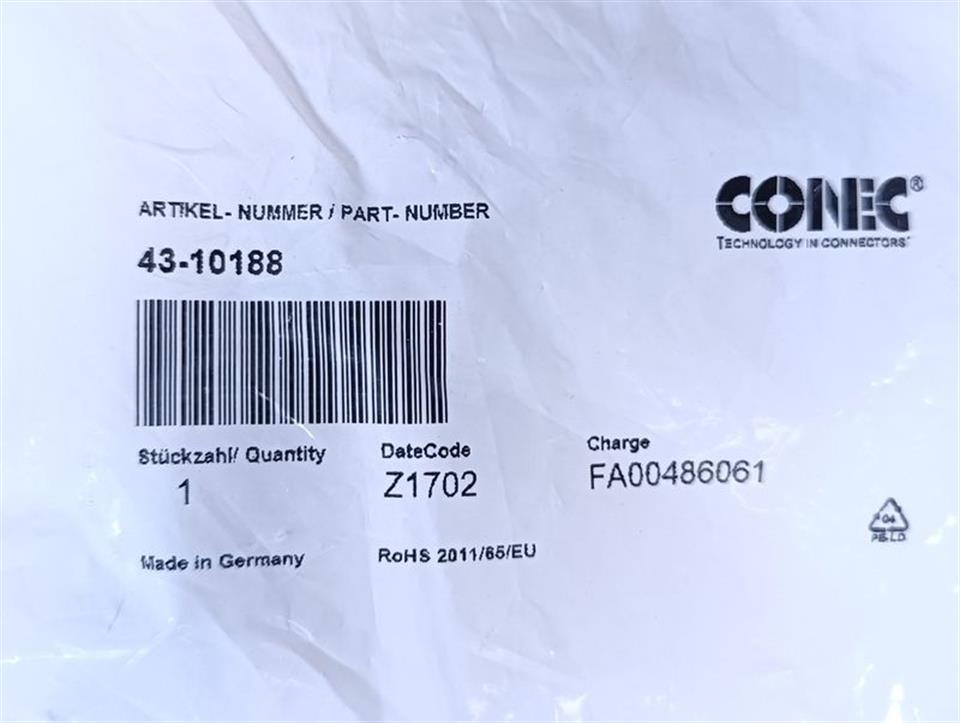 ARTIKEL- NUMMER / PART- NUMBER
43-10188
CONEC®
TECHNOLOGY IN CONNECTORS
Stückzahl/ Quantity
1
DateCode
Z1702
Charge
FA00486061
Made in Germany
RoHS 2011/65/EU
04
PE-LD